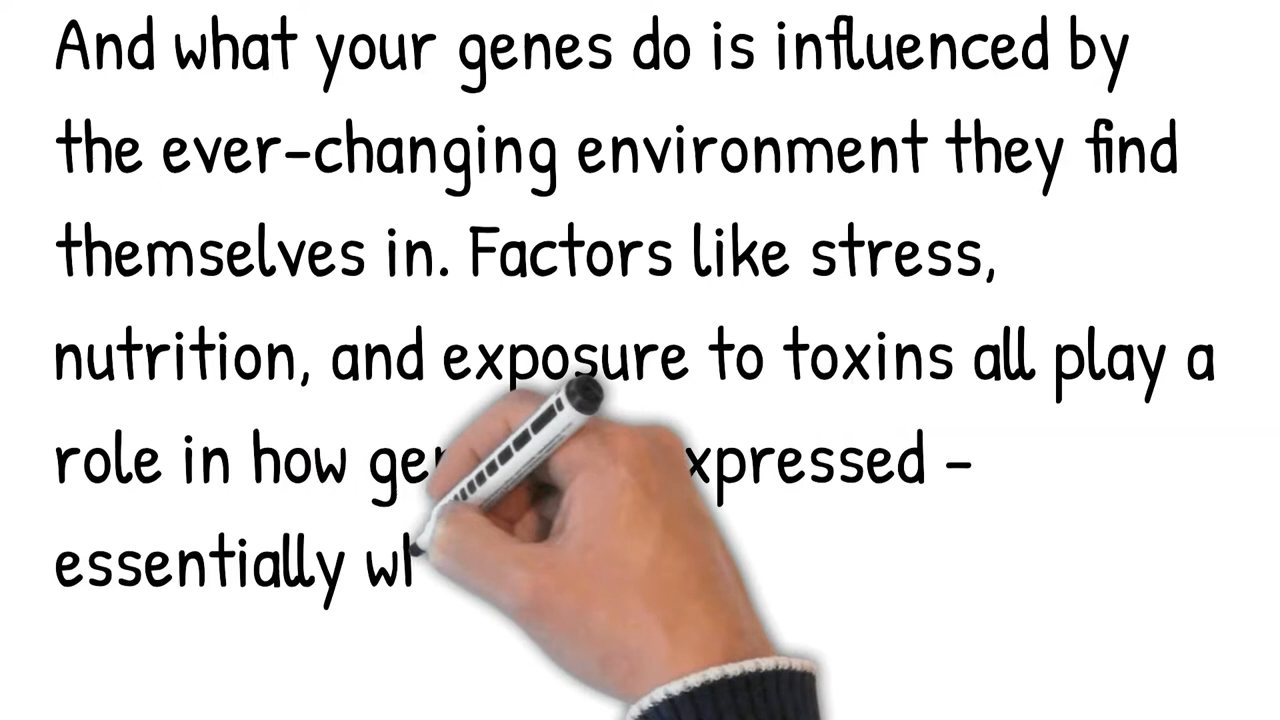 And what your genes do is influenced by
the ever-changing environment they find
themselves in. Factors like stress,
nutrition, and exposure to toxins all play a
role in how expressed -
essentially